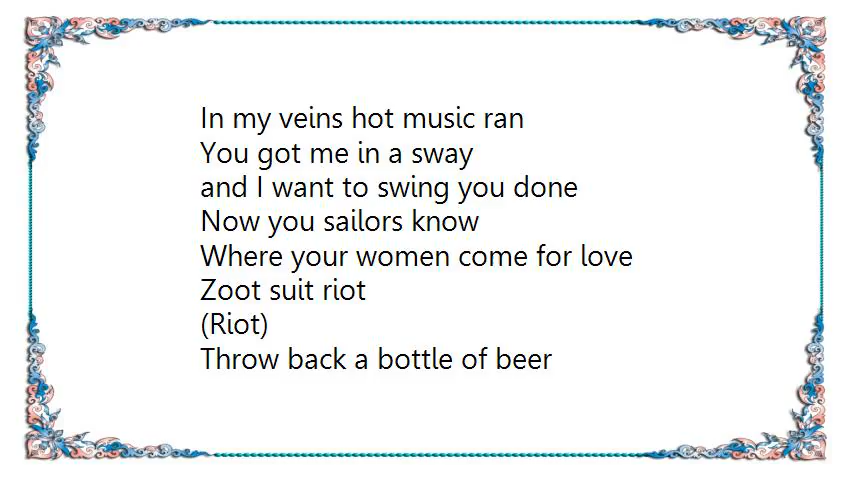 In my veins hot music ran
You got me in a sway
and I want to swing you done
Now you sailors know
Where your women come for love
Zoot suit riot
(Riot)
Throw back a bottle of beer